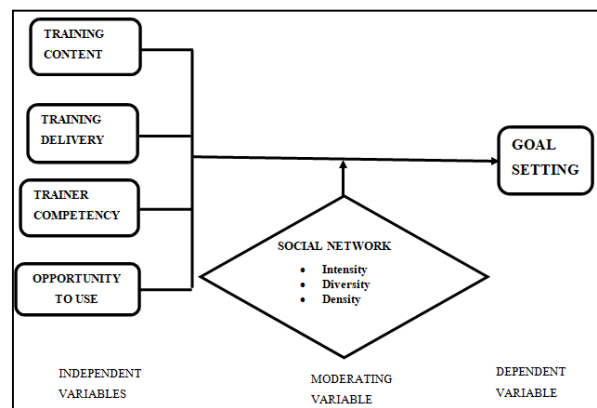 TRAINING
CONTENT
TRAINING
DELIVERY
TRAINER
COMPETENCY
OPPORTUNITY
TO USE
GOAL
SETTING
SOCIAL NETWORK
• Intensity
• Diversity
• Density
INDEPENDENT
VARIABLES
MODERATING
VARIABLE
DEPENDENT
VARIABLE